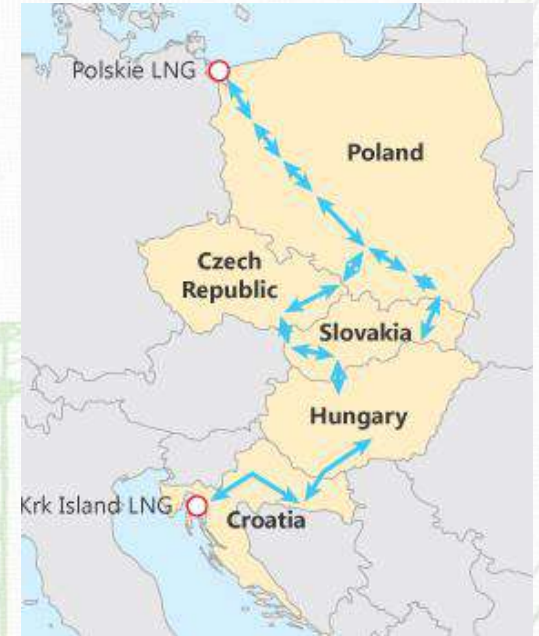 Polskie LNG
Poland
Czech
Republic
Slovakia
Hungary
Krk Island LNG
Croatia